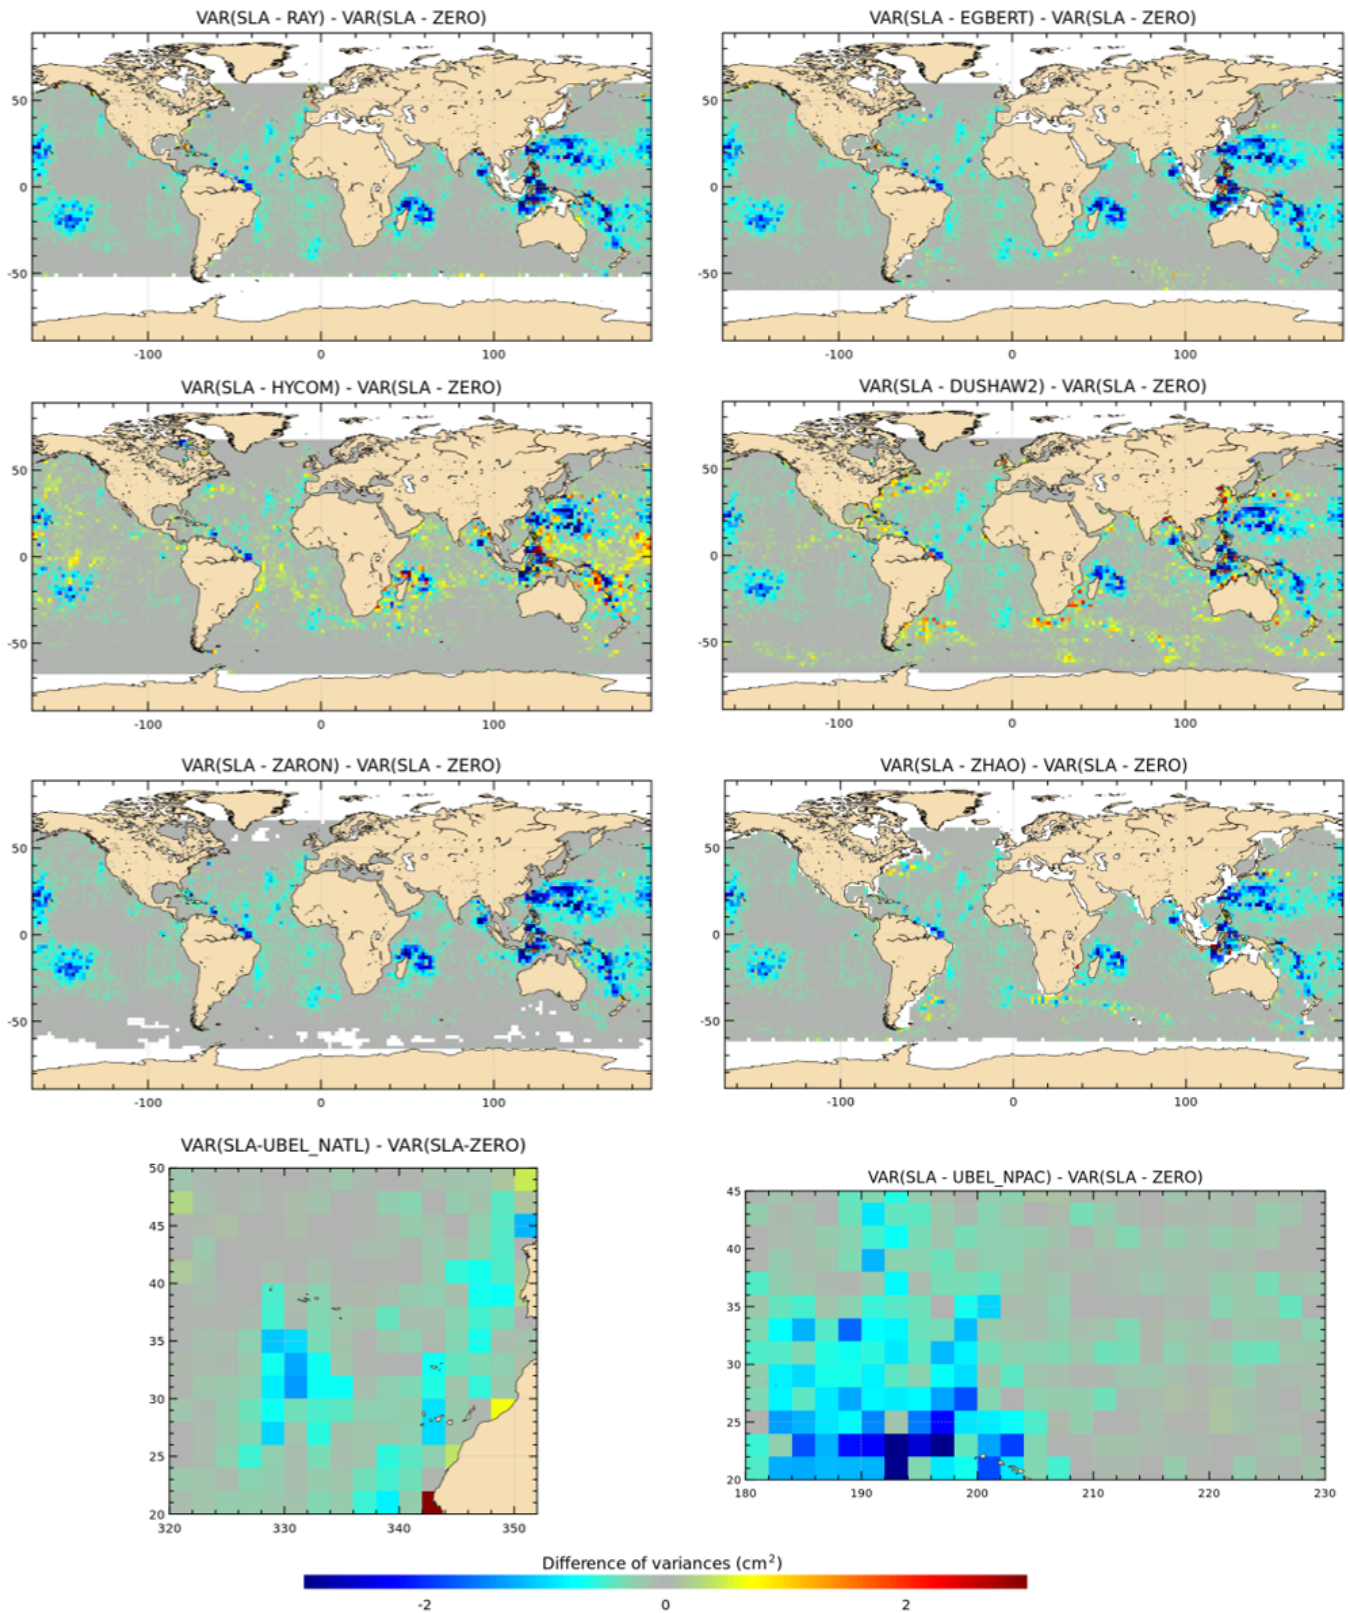 VAR(SLA - RAY) - VAR(SLA - ZERO)
VAR(SLA - EGBERT) - VAR(SLA - ZERO)
50
0
-50
-100 0 100
50
0
-50
-100 0 100
VAR(SLA - HYCOM) - VAR(SLA - ZERO)
VAR(SLA - DUSHAW2) - VAR(SLA - ZERO)
50
0
-50
-100 0 100
50
0
-50
-100 0 100
VAR(SLA - ZARON) - VAR(SLA - ZERO)
VAR(SLA - ZHAO) - VAR(SLA - ZERO)
50
0
-50
-100 0 100
50
0
-50
-100 0 100
VAR(SLA-UBEL_NATL) - VAR(SLA-ZERO)
50
45
40
35
30
25
20
320 330 340 350
VAR(SLA - UBEL_NPAC) - VAR(SLA - ZERO)
45
40
35
30
25
20
180 190 200 210 220 230
Difference of variances (cm²)
-2 0 2